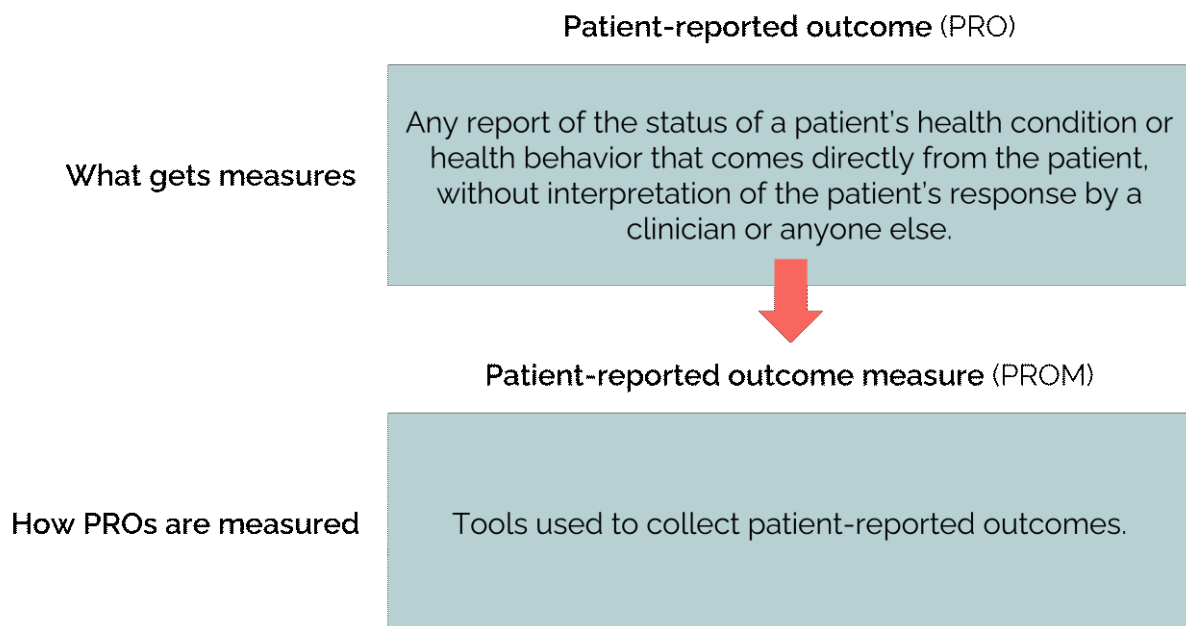 Patient-reported outcome (PRO)
What gets measures
Any report of the status of a patient's health condition or
health behavior that comes directly from the patient,
without interpretation of the patient's response by a
clinician or anyone else.
Patient-reported outcome measure (PROM)
How PROs are measured
Tools used to collect patient-reported outcomes.